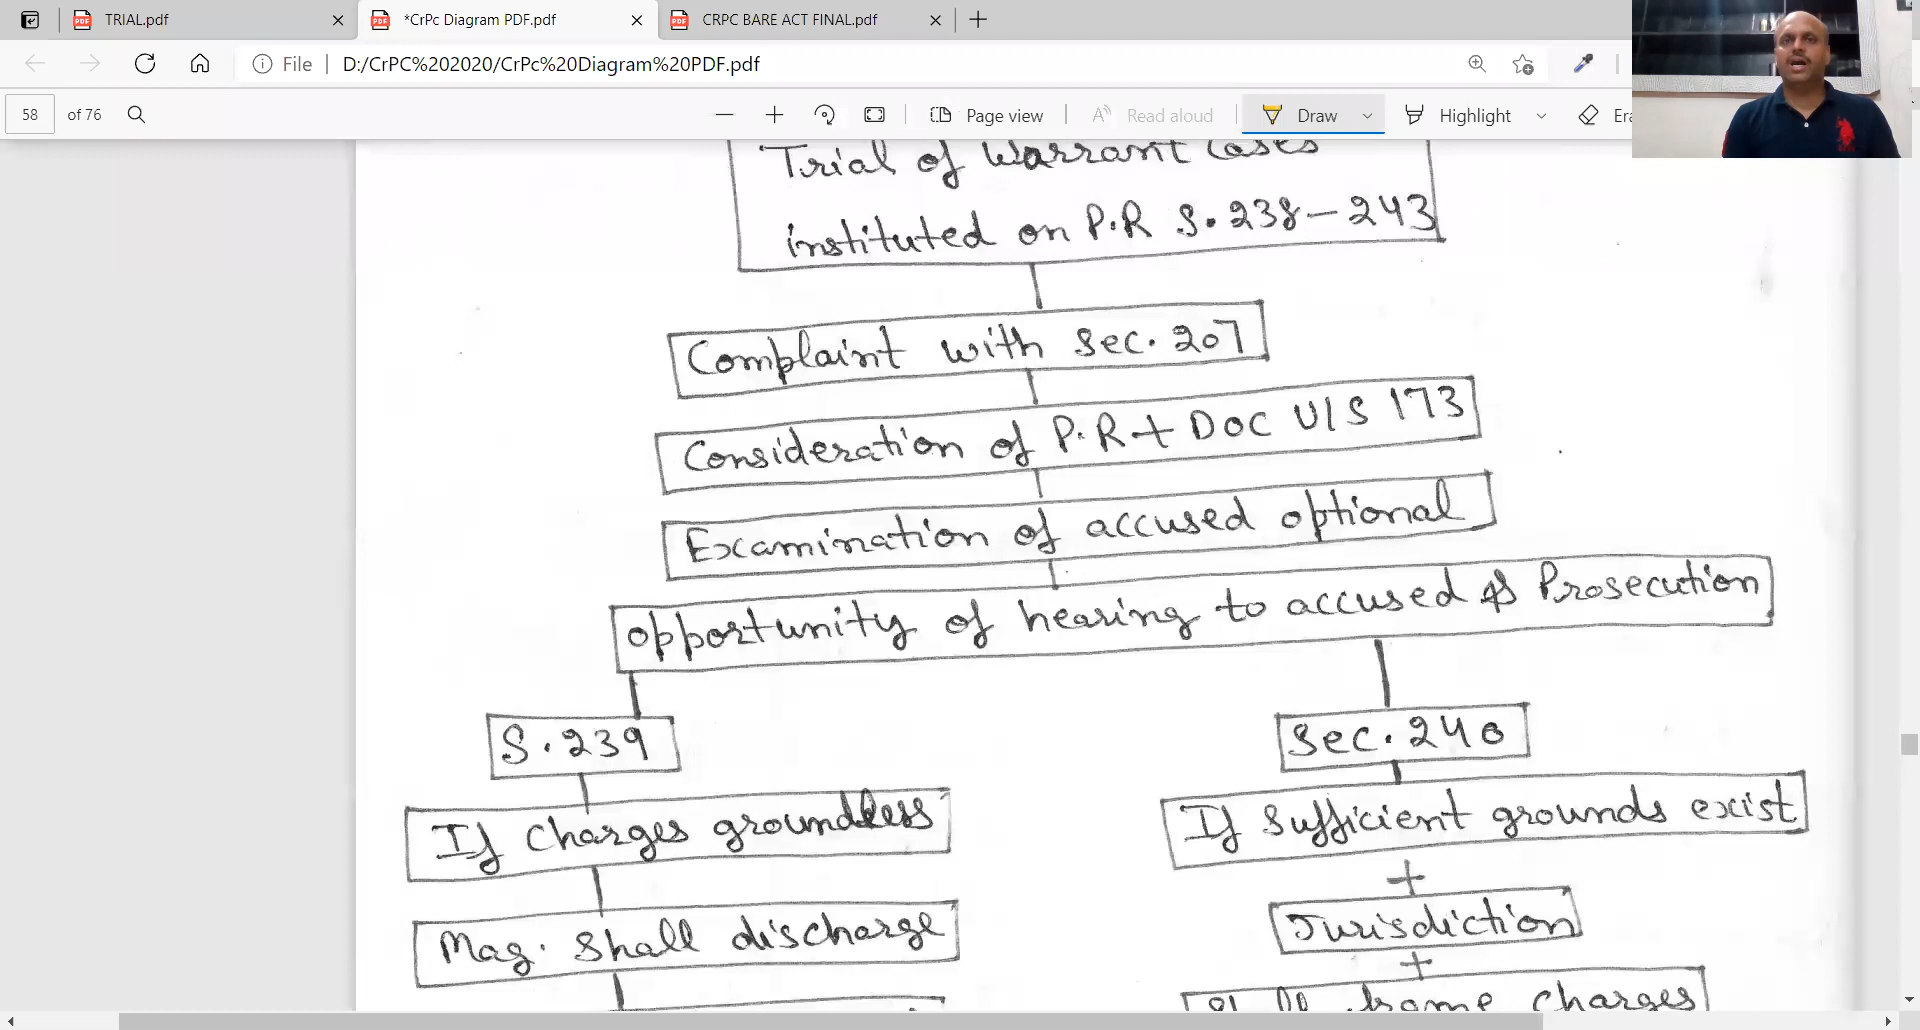 TRIAL.pdf
*CrPc Diagram PDF.pdf
CRPC BARE ACT FINAL.pdf
File
D:/CrPC%202020/CrPc%20Diagram%20PDF.pdf
58 of 76
Page view
Read aloud
Draw
Highlight
Era
Trial of Warrant Cases
instituted on P.R S.238-243
Complaint with Sec. 207
Consideration of P.R + DOC U/S 173
Examination of accused optional
opportunity of hearing to accused & Prosecution
S.239
Sec. 240
If charges groundless
If sufficient grounds exist
+
Mag. Shall discharge
Jurisdiction
+
frame charges